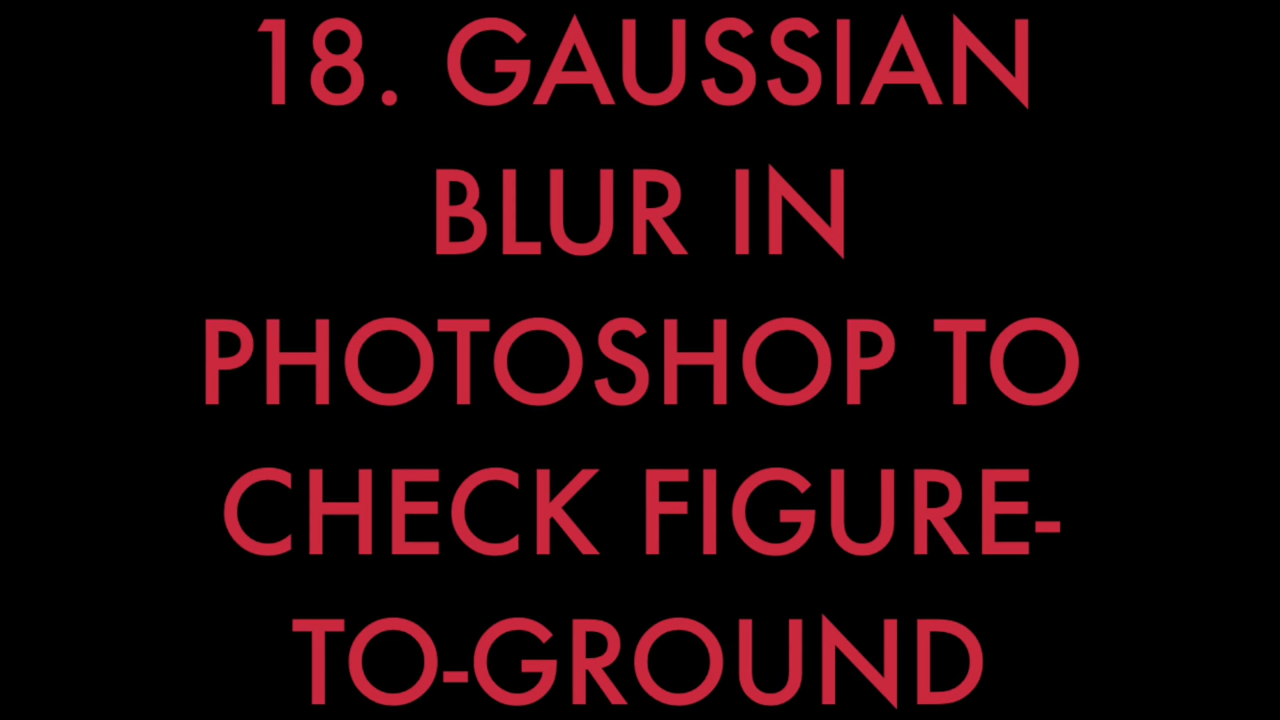 18. GAUSSIAN
BLUR IN
PHOTOSHOP TO
CHECK FIGURE-
TO-GROUND